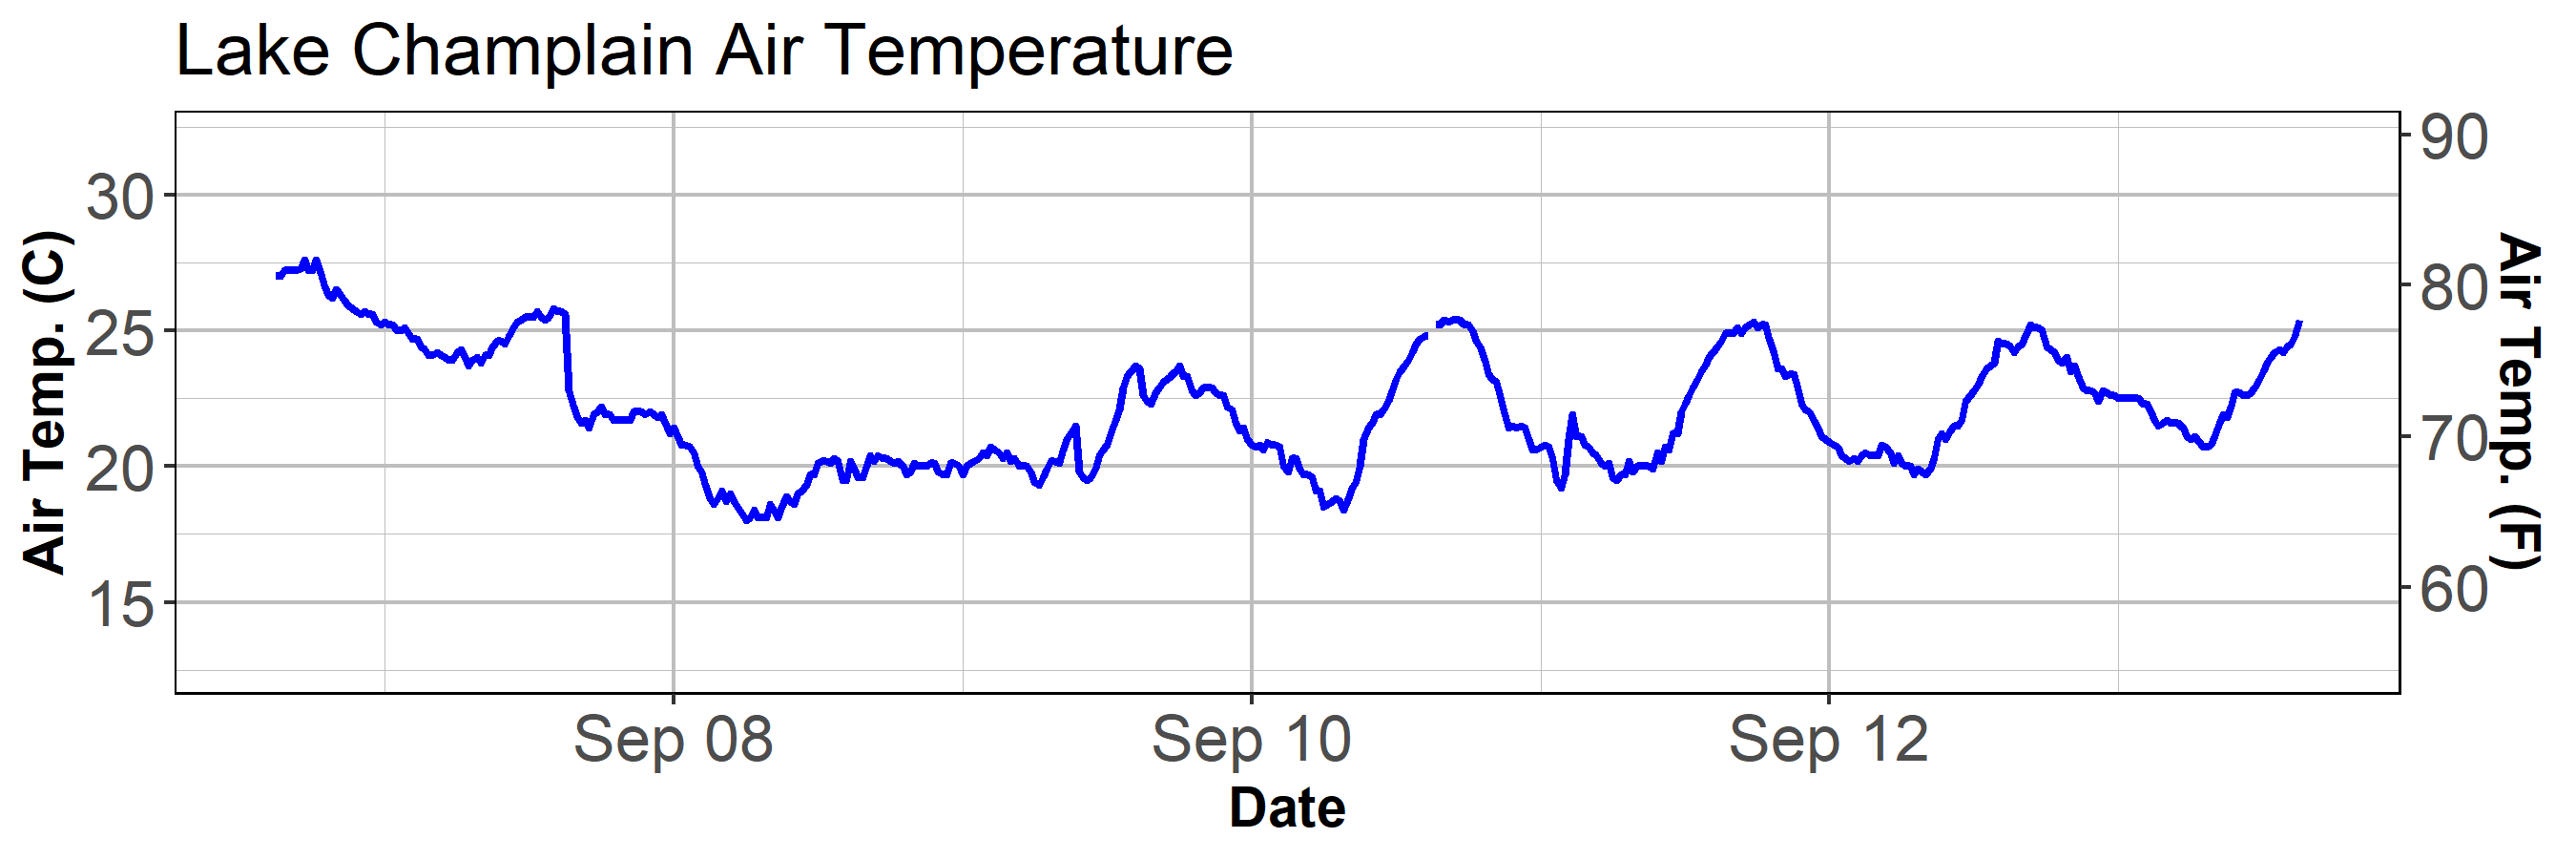 Lake Champlain Air Temperature
Air Temp. (C)
30
25
20
15
90
80
70
60
Air Temp. (F)
Sep 08
Sep 10
Sep 12
Date